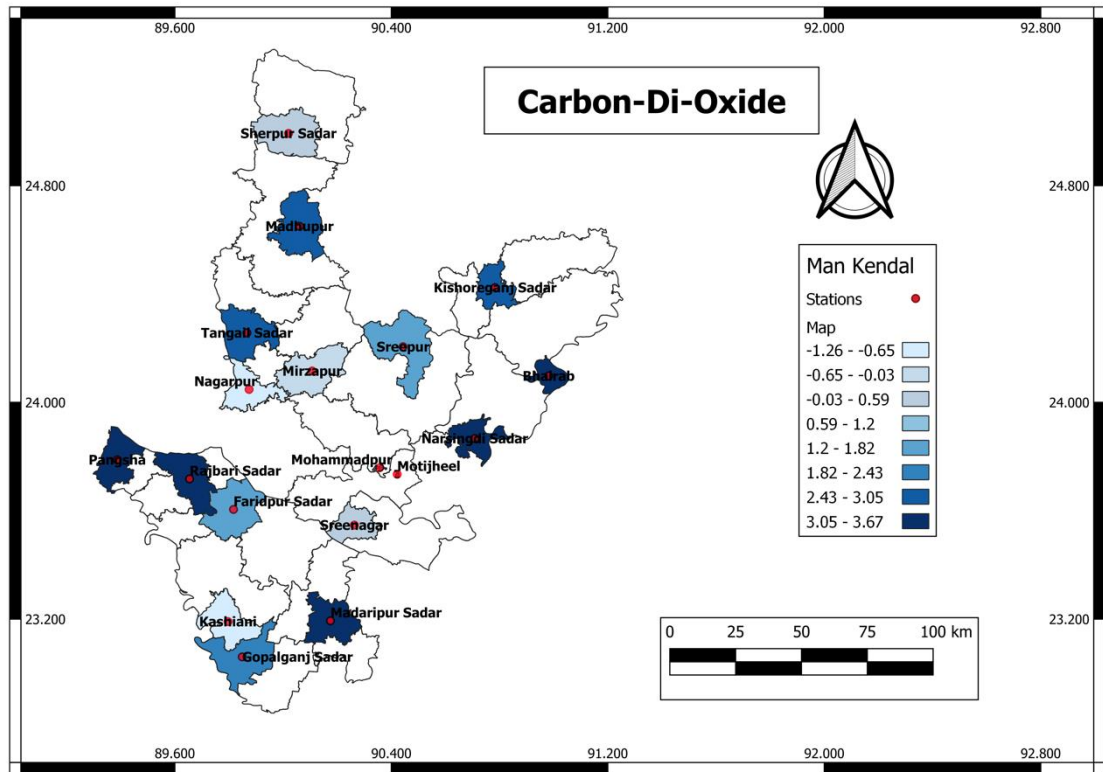 89.600 90.400 91.200 92.000 92.800
Carbon-Di-Oxide
Sherpur Sadar
24.800 24.800
Madhupur
Man Kendal
Kishoreganj Sadar
Stations
Map
Tangail Sadar
-1.26 - -0.65
Sreepur
Mirzapur
-0.65 - -0.03
Nagarpur
Bhairab
-0.03 - 0.59
24.000 24.000
0.59 - 1.2
Narsingdi Sadar
1.2 - 1.82
Mohammadpur
Motijheel
Pangsha
Rajbari Sadar
1.82 - 2.43
2.43 - 3.05
Faridpur Sadar
3.05 - 3.67
Sreenagar
Madaripur Sadar
23.200 23.200
Kashiani
0 25 50 75 100 km
Gopalganj Sadar
89.600 90.400 91.200 92.000 92.800